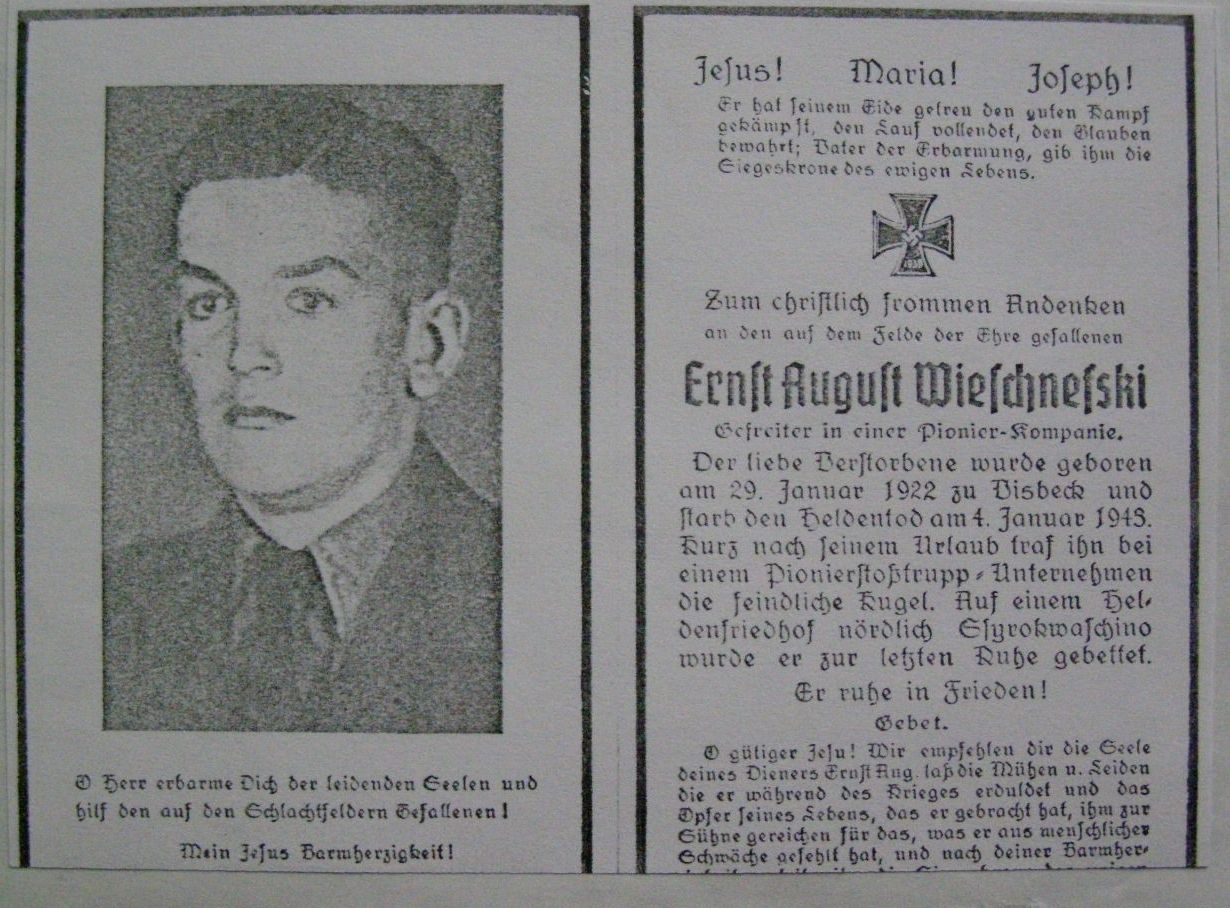 O Herr erbarme Dich der leidenden Seelen und
hilf den auf den Schlachtfeldern Gefallenen!
Mein Jesus Barmherzigkeit!
Jesus! Maria! Joseph!
Er hat seinem Eide getreu den guten Kampf
gekämpft, den Lauf vollendet, den Glauben
bewahrt; Vater der Erbarmung, gib ihm die
Siegeskrone des ewigen Lebens.
1939
Zum christlich frommen Andenken
an den auf dem Felde der Ehre gefallenen
Ernst August Wieschnefski
Gefreiter in einer Pionier-Kompanie.
Der liebe Verstorbene wurde geboren
am 29. Januar 1922 zu Visbeck und
starb den Heldentod am 4. Januar 1943.
Kurz nach seinem Urlaub traf ihn bei
einem Pionierstoßtrupp-Unternehmen
die feindliche Kugel. Auf einem Hel-
denfriedhof nördlich Ssyrokwaschino
wurde er zur letzten Ruhe gebettet.
Er ruhe in Frieden!
Gebet.
O gütiger Jesu! Wir empfehlen dir die Seele
deines Dieners Ernst Aug. laß die Mühen u. Leiden
die er während des Krieges erduldet und das
Opfer seines Lebens, das er gebracht hat, ihm zur
Sühne gereichen für das, was er aus menschlicher
Schwäche gefehlt hat, und nach deiner Barmher-